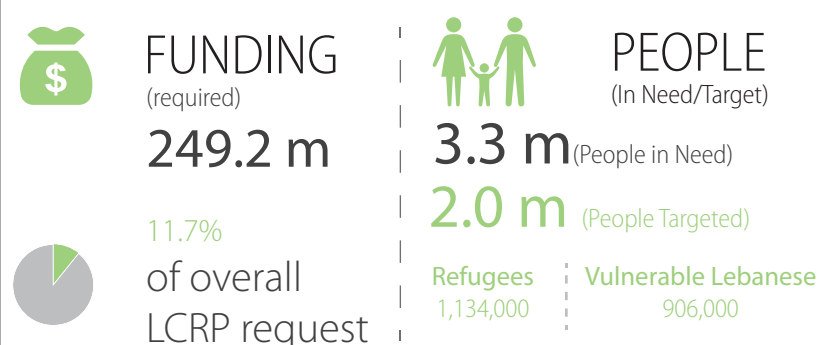 $
FUNDING
(required)
249.2 m
11.7%
of overall
LCRP request
PEOPLE
(In Need/Target)
3.3 m (People in Need)
2.0 m (People Targeted)
Refugees
1,134,000
Vulnerable Lebanese
906,000